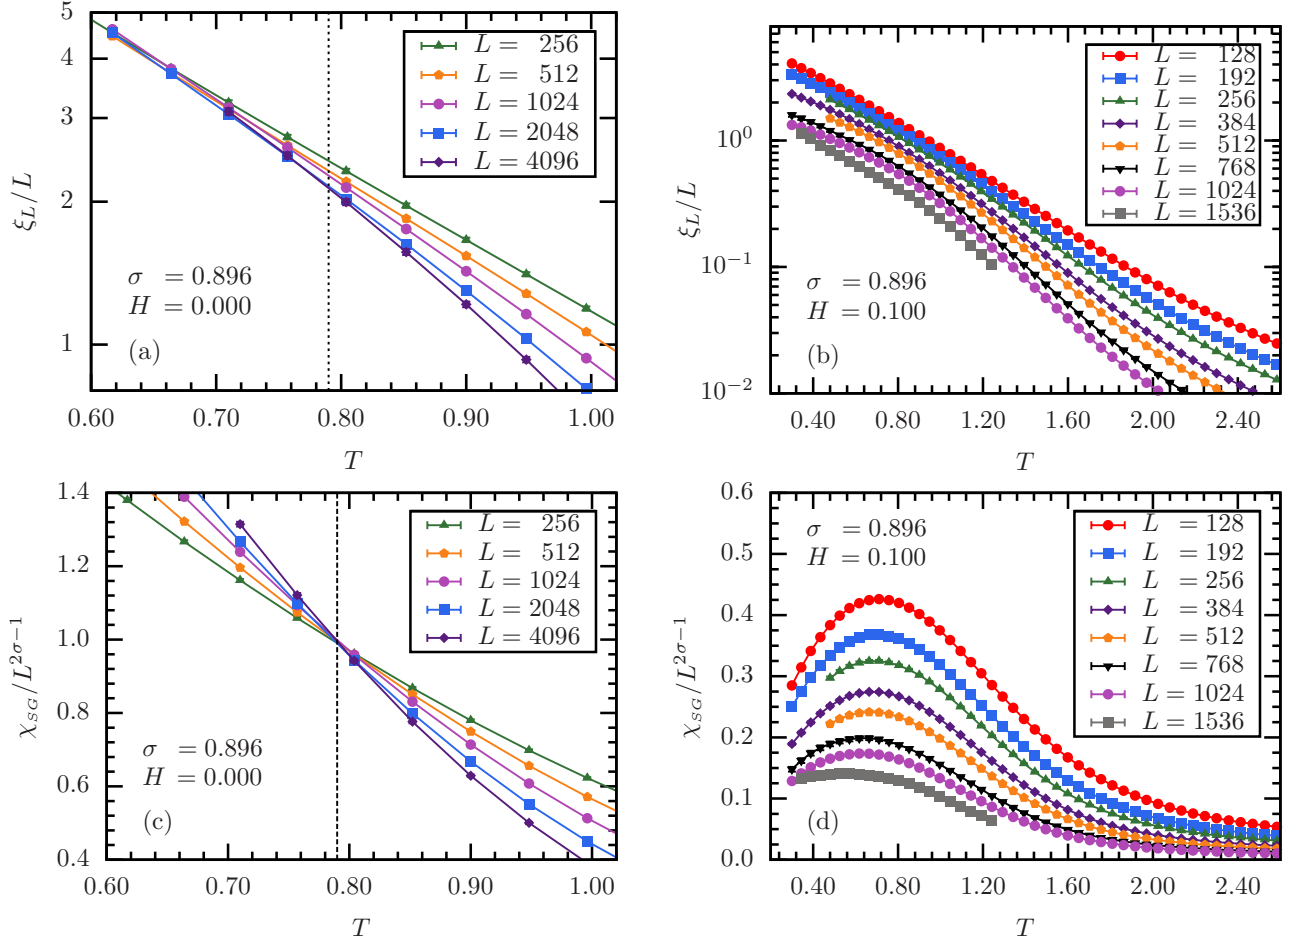 5
4
3
2
1
ξ_L/L
L = 256
L = 512
L = 1024
L = 2048
L = 4096
σ = 0.896
H = 0.000
(a)
0.60 0.70 0.80 0.90 1.00
T
10^0
10^−1
10^−2
ξ_L/L
L = 128
L = 192
L = 256
L = 384
L = 512
L = 768
L = 1024
L = 1536
σ = 0.896
H = 0.100
(b)
0.40 0.80 1.20 1.60 2.00 2.40
T
1.4
1.2
1.0
0.8
0.6
0.4
χ_SG/L^2σ−1
L = 256
L = 512
L = 1024
L = 2048
L = 4096
σ = 0.896
H = 0.000
(c)
0.60 0.70 0.80 0.90 1.00
T
0.6
0.5
0.4
0.3
0.2
0.1
0.0
χ_SG/L^2σ−1
σ = 0.896
H = 0.100
L = 128
L = 192
L = 256
L = 384
L = 512
L = 768
L = 1024
L = 1536
(d)
0.40 0.80 1.20 1.60 2.00 2.40
T